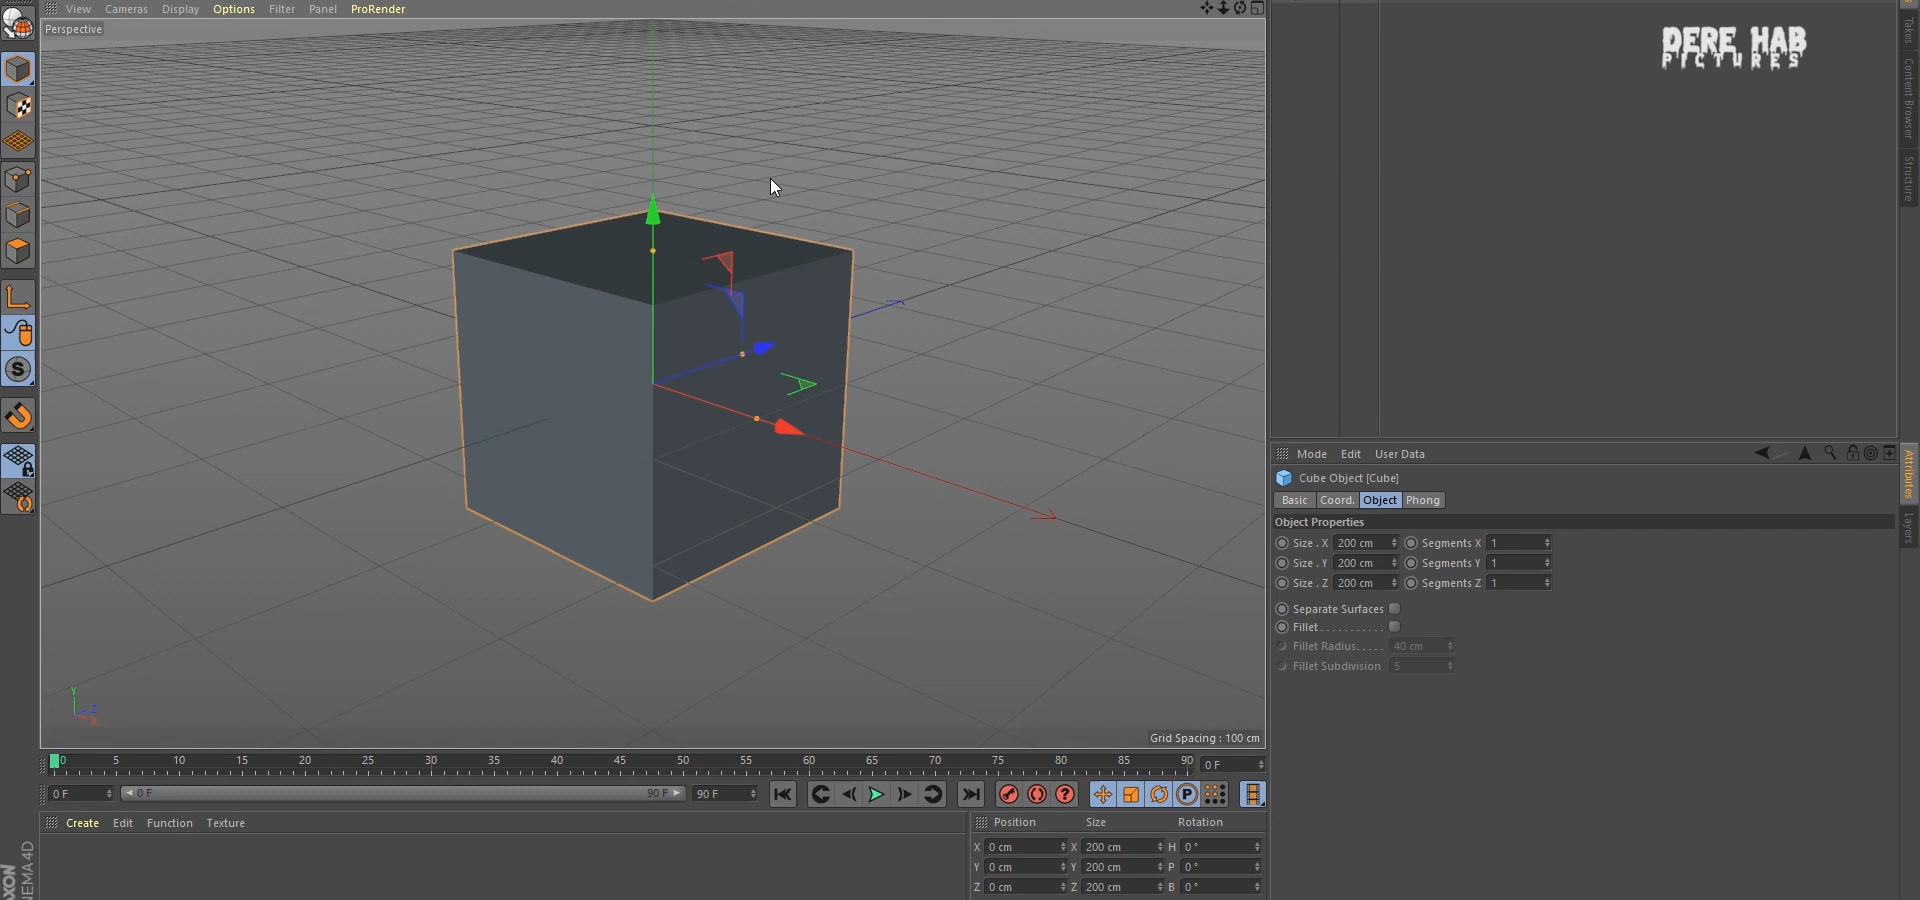 View Cameras Display Options Filter Panel ProRender
Perspective
DERE HAB
PICTURES
Takes
Content Browser
Structure
Mode Edit User Data
Cube Object [Cube]
Basic Coord. Object Phong
Object Properties
Size . X 200 cm Segments X 1
Size . Y 200 cm Segments Y 1
Size . Z 200 cm Segments Z 1
Separate Surfaces
Fillet . . . . . . . . . . .
Fillet Radius. . . . . 40 cm
Fillet Subdivision 5
Attributes
Layers
Y
Z
X
Grid Spacing : 100 cm
0 5 10 15 20 25 30 35 40 45 50 55 60 65 70 75 80 85 90 0 F
0 F 0 F 90 F 90 F
Create Edit Function Texture
Position Size Rotation
X 0 cm X 200 cm H 0 °
Y 0 cm Y 200 cm P 0 °
Z 0 cm Z 200 cm B 0 °
S
P
AXON
NEMA 4D